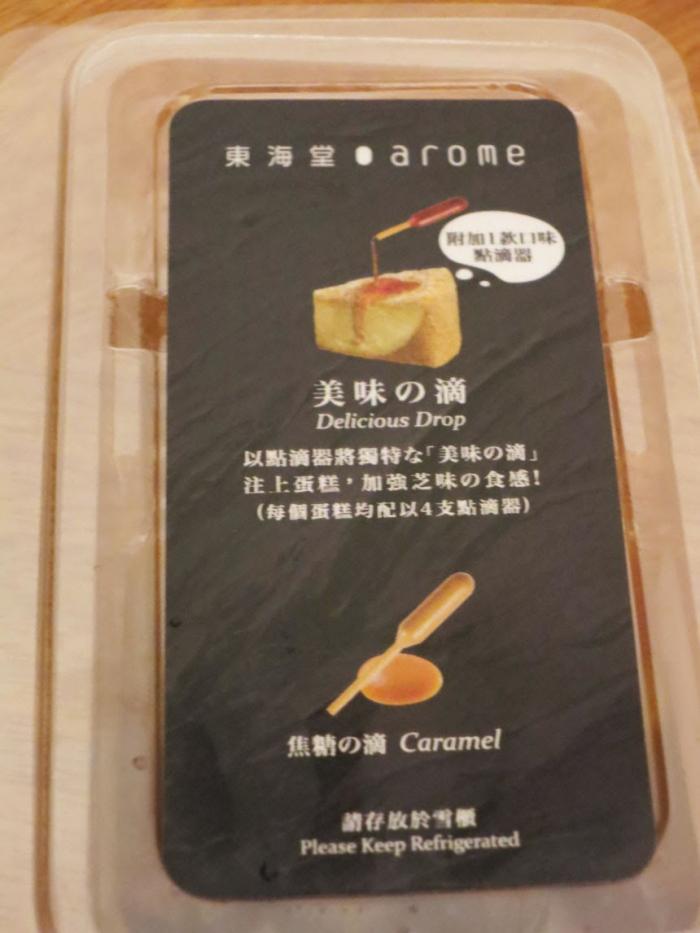 東海堂 arome
附加1款口味
點滴器
美味の滴
Delicious Drop
以點滴器將獨特な「美味の滴」
注上蛋糕，加強芝味の食感!
(每個蛋糕均配以4支點滴器)
焦糖の滴 Caramel
請存放於雪櫃
Please Keep Refrigerated